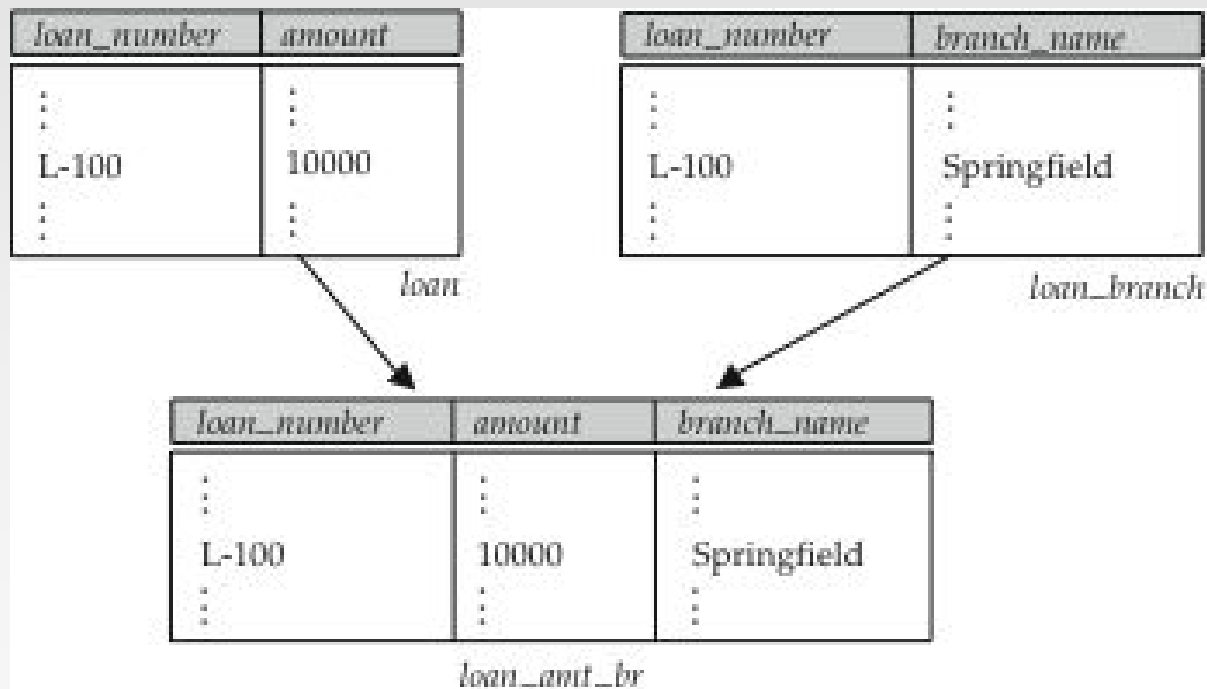 loan_number amount
⋮ ⋮
L-100 10000
⋮ ⋮
loan
loan_number branch_name
⋮ ⋮
L-100 Springfield
⋮ ⋮
loan_branch
loan_number amount branch_name
⋮ ⋮ ⋮
L-100 10000 Springfield
⋮ ⋮ ⋮
loan_amt_br